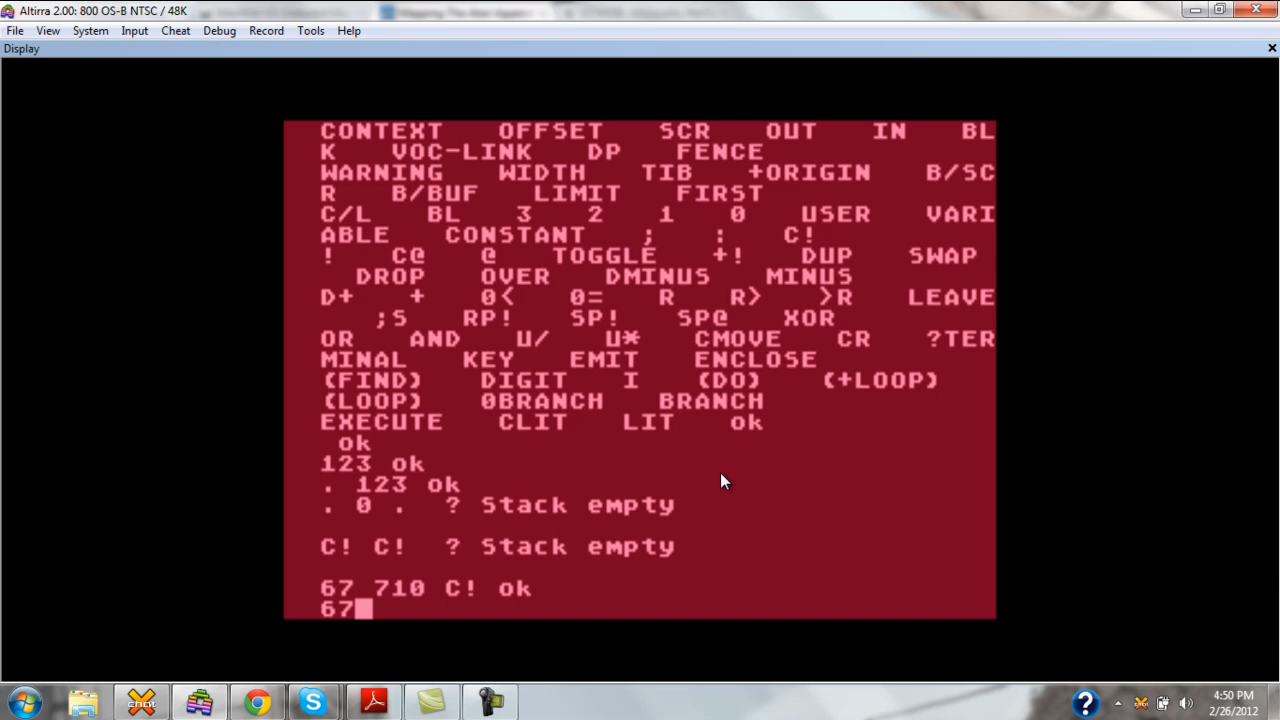 Altirra 2.00: 800 OS-B NTSC / 48K
File View System Input Cheat Debug Record Tools Help
Display
CONTEXT OFFSET SCR OUT IN BL
K VOC-LINK DP FENCE
WARNING WIDTH TIB +ORIGIN B/SC
R B/BUF LIMIT FIRST
C/L BL 3 2 1 0 USER VARI
ABLE CONSTANT ; : C!
! C@ @ TOGGLE +! DUP SWAP
DROP OVER DMINUS MINUS
D+ + 0< 0= R R> >R LEAVE
;S RP! SP! SP@ XOR
OR AND U/ U* CMOVE CR ?TER
MINAL KEY EMIT ENCLOSE
(FIND) DIGIT I (DO) (+LOOP)
(LOOP) 0BRANCH BRANCH
EXECUTE CLIT LIT ok
ok
123 ok
. 123 ok
. 0 . ? Stack empty
C! C! ? Stack empty
67 710 C! ok
67
4:50 PM
2/26/2012